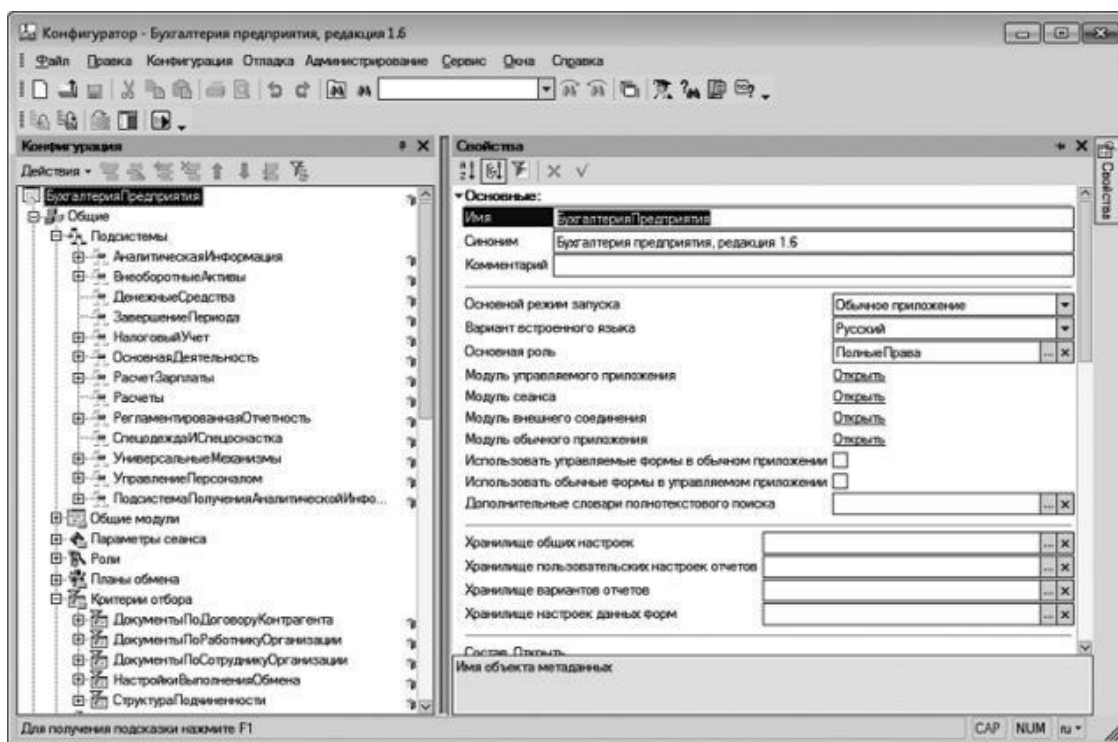 Конфигуратор - Бухгалтерия предприятия, редакция 1.6
Файл Правка Конфигурация Отладка Администрирование Сервис Окна Справка
Конфигурация
Действия
БухгалтерияПредприятия
Общие
Подсистемы
АналитическаяИнформация
ВнеоборотныеАктивы
ДенежныеСредства
ЗавершениеПериода
НалоговыйУчет
ОсновнаяДеятельность
РасчетЗарплаты
Расчеты
РегламентированнаяОтчетность
СпецодеждаИСпецоснастка
УниверсальныеМеханизмы
УправлениеПерсоналом
ПодсистемаПолученияАналитическойИнфо...
Общие модули
Параметры сеанса
Роли
Планы обмена
Критерии отбора
ДокументыПоДоговоруКонтрагента
ДокументыПоРаботникуОрганизации
ДокументыПоСотрудникуОрганизации
НастройкиВыполненияОбмена
СтруктураПодчиненности
Свойства
Основные:
Имя БухгалтерияПредприятия
Синоним Бухгалтерия предприятия, редакция 1.6
Комментарий
Основной режим запуска Обычное приложение
Вариант встроенного языка Русский
Основная роль ПолныеПрава ...
Модуль управляемого приложения Открыть
Модуль сеанса Открыть
Модуль внешнего соединения Открыть
Модуль обычного приложения Открыть
Использовать управляемые формы в обычном приложении
Использовать обычные формы в управляемом приложении
Дополнительные словари полнотекстового поиска ...
Хранилище общих настроек ...
Хранилище пользовательских настроек отчетов ...
Хранилище вариантов отчетов ...
Хранилище настроек данных форм ...
Состав Открыть
Имя объекта метаданных
Свойства
Для получения подсказки нажмите F1
CAP NUM ru